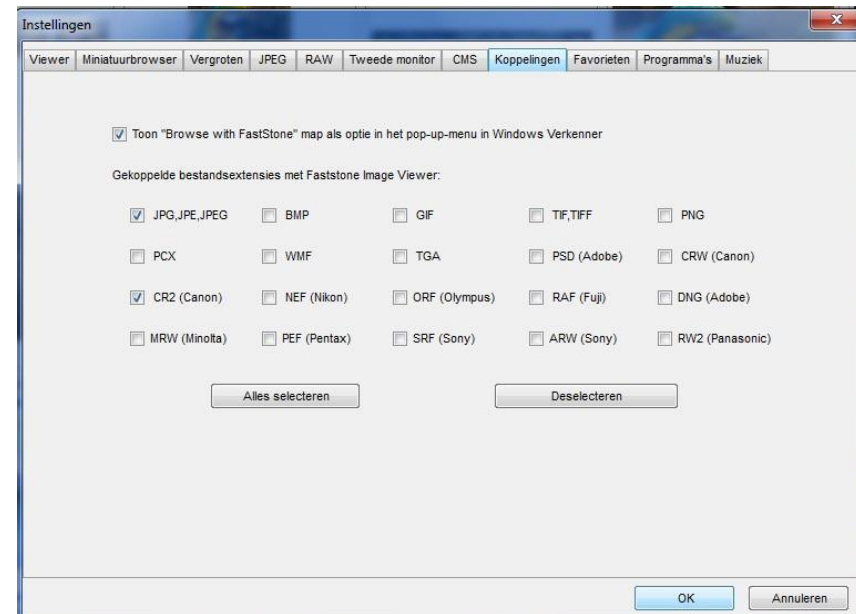 Instellingen
Viewer Miniatuurbrowser Vergroten JPEG RAW Tweede monitor CMS Koppelingen Favorieten Programma's Muziek
Toon "Browse with FastStone" map als optie in het pop-up-menu in Windows Verkenner
Gekoppelde bestandsextensies met Faststone Image Viewer:
JPG,JPE,JPEG BMP GIF TIF,TIFF PNG
PCX WMF TGA PSD (Adobe) CRW (Canon)
CR2 (Canon) NEF (Nikon) ORF (Olympus) RAF (Fuji) DNG (Adobe)
MRW (Minolta) PEF (Pentax) SRF (Sony) ARW (Sony) RW2 (Panasonic)
Alles selecteren Deselecteren
OK Annuleren